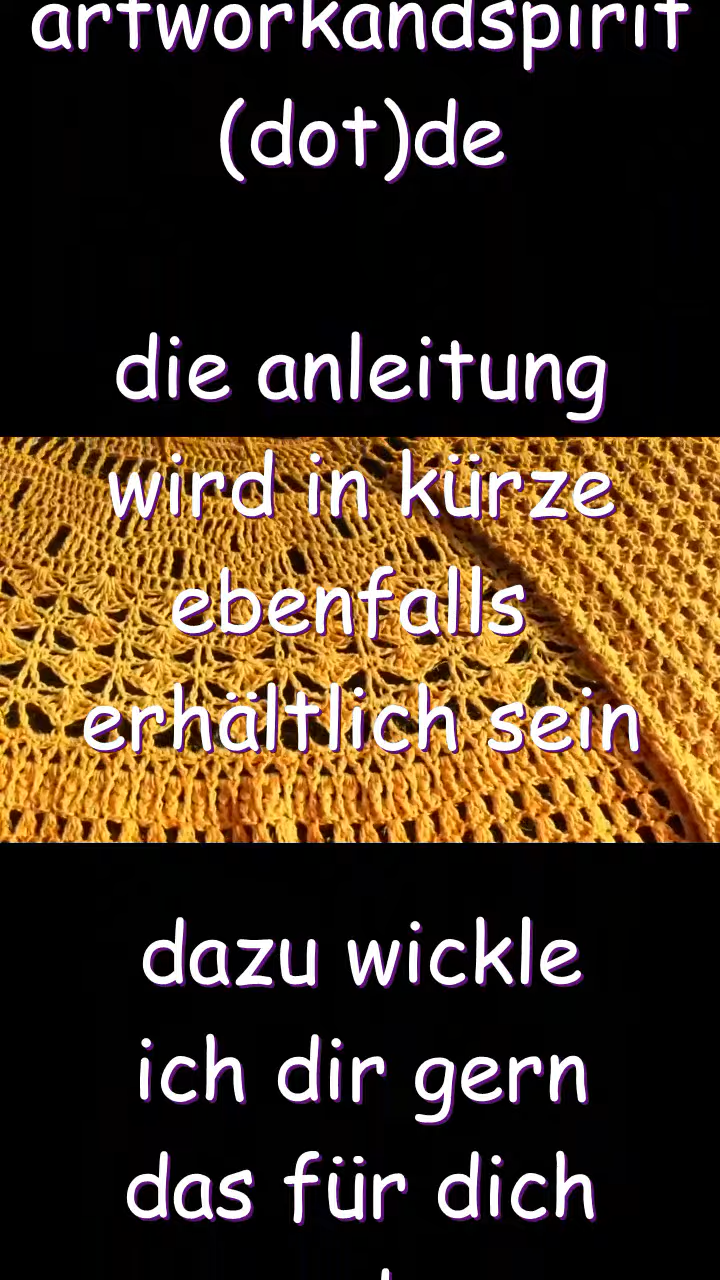 artworkandspirit
(dot)de
die anleitung
wird in kürze
ebenfalls
erhältlich sein
dazu wickle
ich dir gern
das für dich